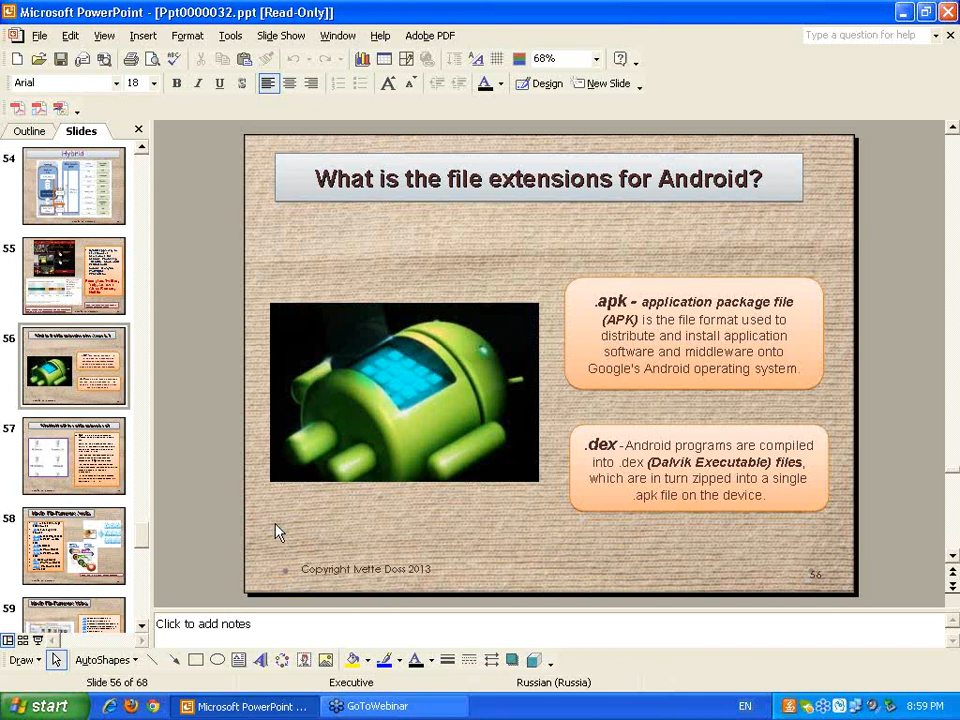 Microsoft PowerPoint - [Ppt0000032.ppt [Read-Only]]
File Edit View Insert Format Tools Slide Show Window Help Adobe PDF
Type a question for help
68%
Arial
18
B I U S
Design
New Slide
Outline
Slides
54
Hybrid
55
56
57
58
59
What is the file extensions for Android?
.apk - application package file
(APK) is the file format used to
distribute and install application
software and middleware onto
Google's Android operating system.
.dex -Android programs are compiled
into .dex (Dalvik Executable) files,
which are in turn zipped into a single
.apk file on the device.
Copyright Ivette Doss 2013
56
Click to add notes
Draw
AutoShapes
Slide 56 of 68
Executive
Russian (Russia)
start
Microsoft PowerPoint ...
GoToWebinar
EN
8:59 PM